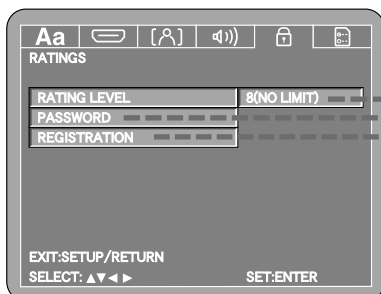 Aa
RATINGS
RATING LEVEL 8(NO LIMIT)
PASSWORD
REGISTRATION
EXIT:SETUP/RETURN
SELECT: ▲▼◄ ► SET:ENTER